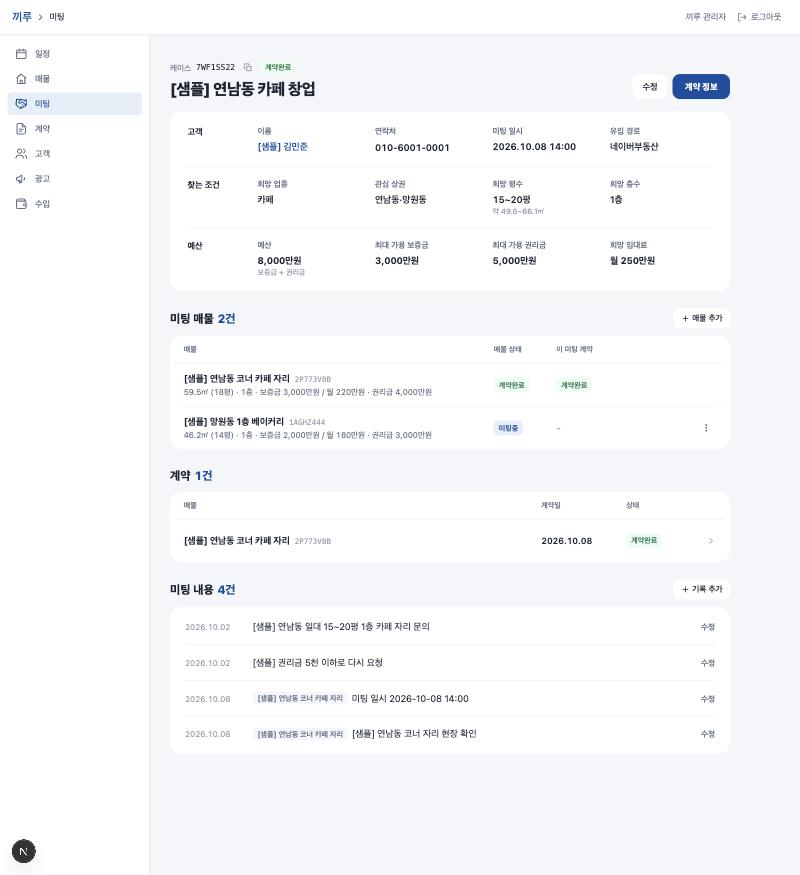 끼루 > 미팅
끼루 관리자 로그아웃
일정
매물
미팅
계약
고객
광고
수입
케이스 7WF1SS22 계약완료
[샘플] 연남동 카페 창업
수정 계약 정보
고객 이름 연락처 미팅 일시 유입 경로
[샘플] 김민준 010-6001-0001 2026.10.08 14:00 네이버부동산
찾는 조건 희망 업종 관심 상권 희망 평수 희망 층수
카페 연남동·망원동 15~20평 1층
약 49.6~66.1㎡
예산 예산 최대 가용 보증금 최대 가용 권리금 희망 임대료
8,000만원 3,000만원 5,000만원 월 250만원
보증금 + 권리금
미팅 매물 2건 + 매물 추가
매물 매물 상태 이 미팅 계약
[샘플] 연남동 코너 카페 자리 2P773VBB 계약완료 계약완료
59.5㎡ (18평) · 1층 · 보증금 3,000만원 / 월 220만원 · 권리금 4,000만원
[샘플] 망원동 1층 베이커리 1AGHZ444 미팅중 -
46.2㎡ (14평) · 1층 · 보증금 2,000만원 / 월 180만원 · 권리금 3,000만원
계약 1건
매물 계약일 상태
[샘플] 연남동 코너 카페 자리 2P773VBB 2026.10.08 계약완료
미팅 내용 4건 + 기록 추가
2026.10.02 [샘플] 연남동 일대 15~20평 1층 카페 자리 문의 수정
2026.10.02 [샘플] 권리금 5천 이하로 다시 요청 수정
2026.10.08 [샘플] 연남동 코너 카페 자리 미팅 일시 2026-10-08 14:00 수정
2026.10.08 [샘플] 연남동 코너 카페 자리 [샘플] 연남동 코너 자리 현장 확인 수정
N